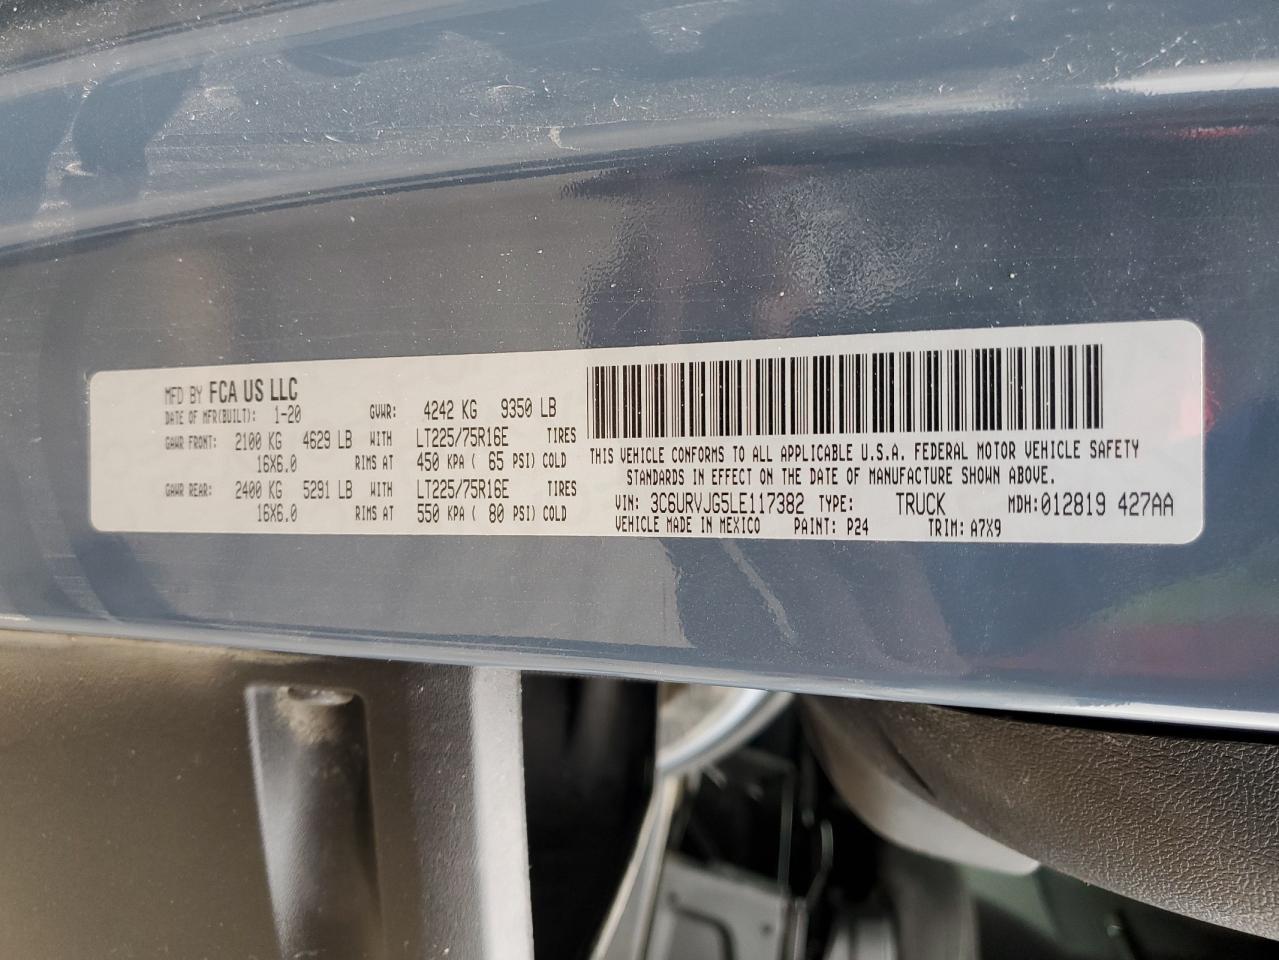 MFD BY FCA US LLC
DATE OF MFR(BUILT): 1-20 GVWR: 4242 KG 9350 LB
GAWR FRONT: 2100 KG 4629 LB WITH LT225/75R16E TIRES
16X6.0 RIMS AT 450 KPA ( 65 PSI) COLD
GAWR REAR: 2400 KG 5291 LB WITH LT225/75R16E TIRES
16X6.0 RIMS AT 550 KPA ( 80 PSI) COLD
THIS VEHICLE CONFORMS TO ALL APPLICABLE U.S.A. FEDERAL MOTOR VEHICLE SAFETY
STANDARDS IN EFFECT ON THE DATE OF MANUFACTURE SHOWN ABOVE.
VIN: 3C6URVJG5LE117382 TYPE: TRUCK MDH: 012819 427AA
VEHICLE MADE IN MEXICO PAINT: P24 TRIM: A7X9